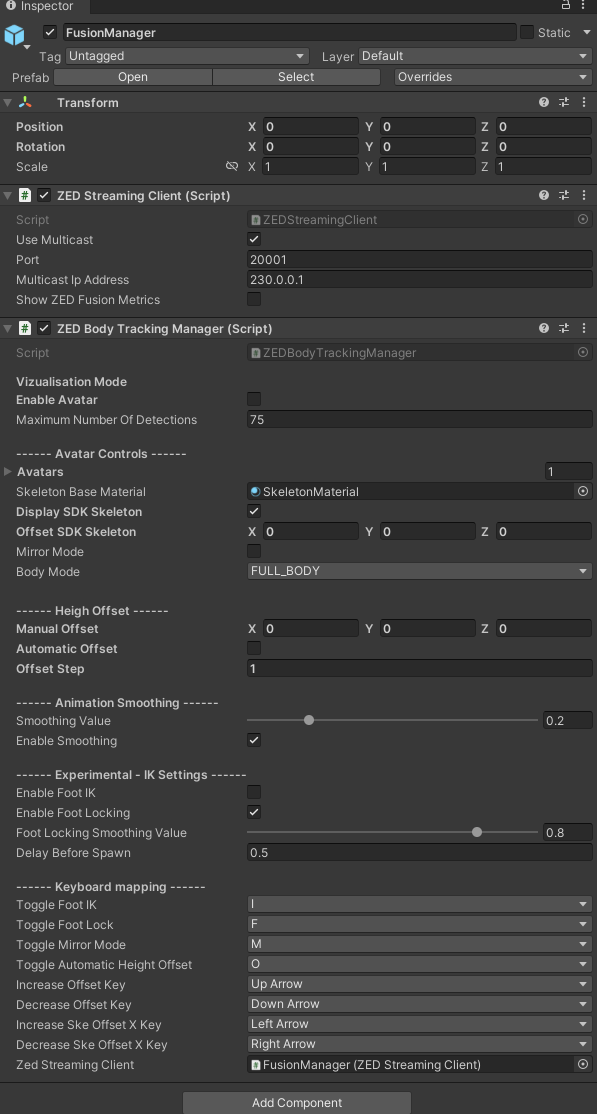 Inspector
FusionManager Static
Tag Untagged Layer Default
Prefab Open Select Overrides
Transform
Position X 0 Y 0 Z 0
Rotation X 0 Y 0 Z 0
Scale X 1 Y 1 Z 1
# ZED Streaming Client (Script)
Script # ZEDStreamingClient
Use Multicast
Port 20001
Multicast Ip Address 230.0.0.1
Show ZED Fusion Metrics
# ZED Body Tracking Manager (Script)
Script # ZEDBodyTrackingManager
Vizualisation Mode
Enable Avatar
Maximum Number Of Detections 75
------ Avatar Controls ------
Avatars 1
Skeleton Base Material SkeletonMaterial
Display SDK Skeleton
Offset SDK Skeleton X 0 Y 0 Z 0
Mirror Mode
Body Mode FULL_BODY
------ Heigh Offset ------
Manual Offset X 0 Y 0 Z 0
Automatic Offset
Offset Step 1
------ Animation Smoothing ------
Smoothing Value 0.2
Enable Smoothing
------ Experimental - IK Settings ------
Enable Foot IK
Enable Foot Locking
Foot Locking Smoothing Value 0.8
Delay Before Spawn 0.5
------ Keyboard mapping ------
Toggle Foot IK I
Toggle Foot Lock F
Toggle Mirror Mode M
Toggle Automatic Height Offset O
Increase Offset Key Up Arrow
Decrease Offset Key Down Arrow
Increase Ske Offset X Key Left Arrow
Decrease Ske Offset X Key Right Arrow
Zed Streaming Client # FusionManager (ZED Streaming Client)
Add Component